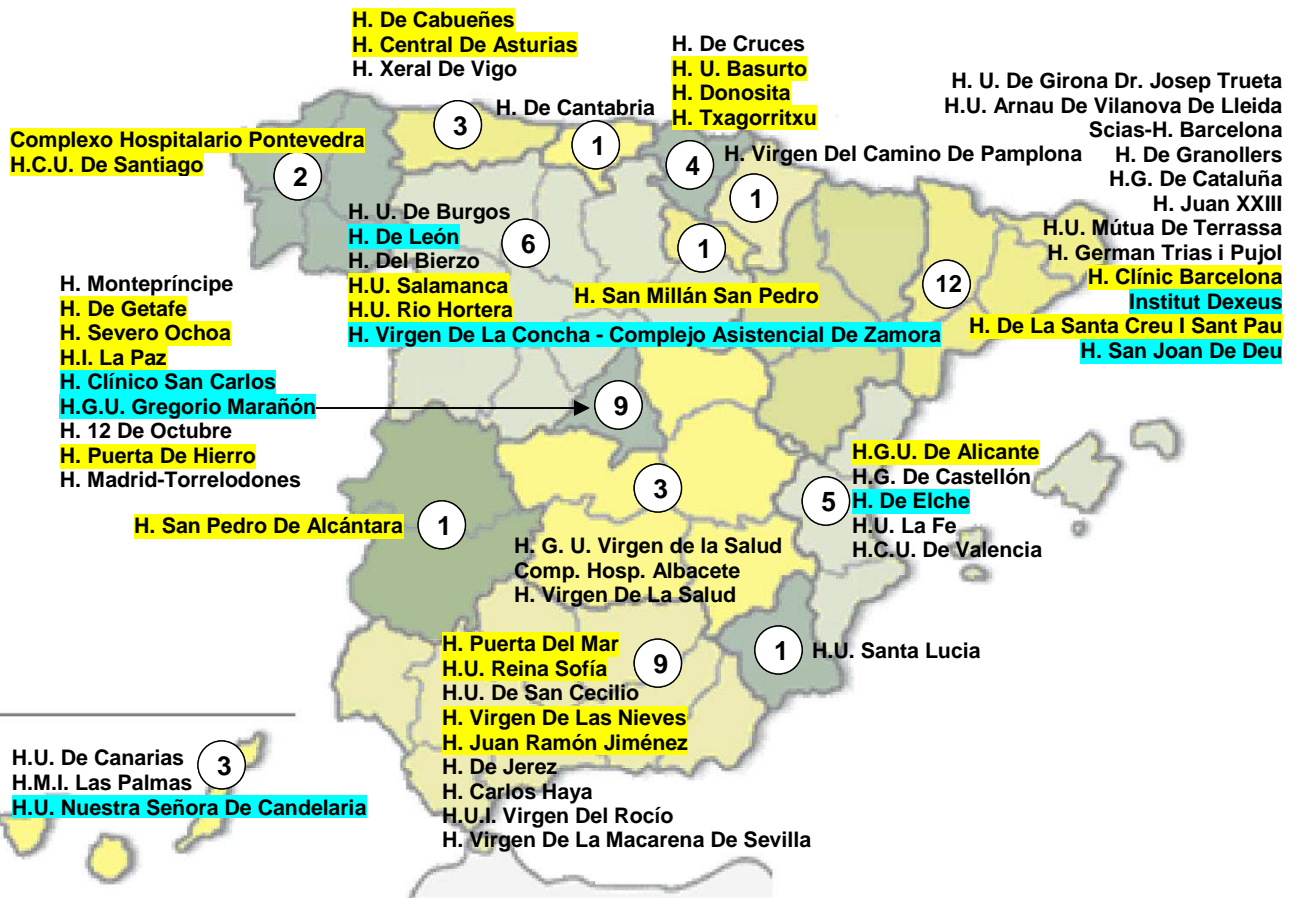 H. De Cabueñes
H. Central De Asturias
H. Xeral De Vigo
3
H. De Cantabria
1
H. De Cruces
H. U. Basurto
H. Donosita
H. Txagorritxu
4
H. Virgen Del Camino De Pamplona
1
H. U. De Girona Dr. Josep Trueta
H.U. Arnau De Vilanova De Lleida
Scias-H. Barcelona
H. De Granollers
H.G. De Cataluña
H. Juan XXIII
H.U. Mútua De Terrassa
H. German Trias i Pujol
H. Clínic Barcelona
Institut Dexeus
H. De La Santa Creu I Sant Pau
H. San Joan De Deu
12
Complexo Hospitalario Pontevedra
H.C.U. De Santiago
2
H. U. De Burgos
H. De León
H. Del Bierzo
H.U. Salamanca
H.U. Rio Hortera
H. Virgen De La Concha - Complejo Asistencial De Zamora
6
1
H. San Millán San Pedro
H. Montepríncipe
H. De Getafe
H. Severo Ochoa
H.I. La Paz
H. Clínico San Carlos
H.G.U. Gregorio Marañón
H. 12 De Octubre
H. Puerta De Hierro
H. Madrid-Torrelodones
9
H. San Pedro De Alcántara
1
3
H. G. U. Virgen de la Salud
Comp. Hosp. Albacete
H. Virgen De La Salud
H.G.U. De Alicante
H.G. De Castellón
H. De Elche
H.U. La Fe
H.C.U. De Valencia
5
H. Puerta Del Mar
H.U. Reina Sofía
H.U. De San Cecilio
H. Virgen De Las Nieves
H. Juan Ramón Jiménez
H. De Jerez
H. Carlos Haya
H.U.I. Virgen Del Rocío
H. Virgen De La Macarena De Sevilla
9
1
H.U. Santa Lucia
H.U. De Canarias
H.M.I. Las Palmas
H.U. Nuestra Señora De Candelaria
3